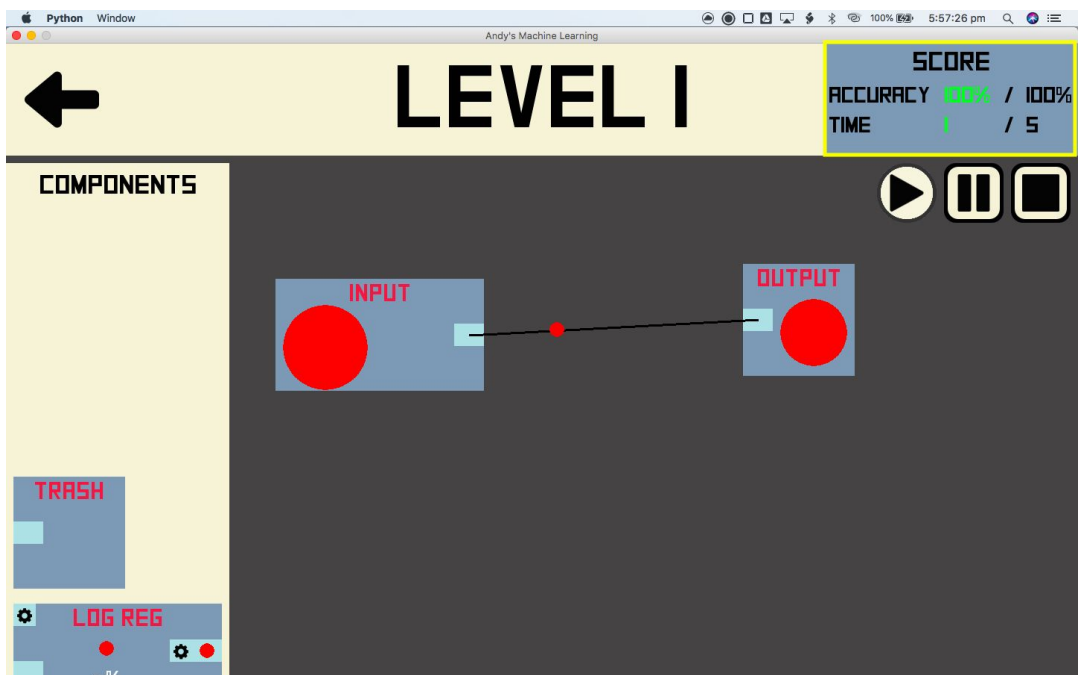 Python Window 100% 5:57:26 pm
Andy's Machine Learning
LEVEL 1
SCORE
ACCURACY 100% / 100%
TIME 1 / 5
COMPONENTS
INPUT
OUTPUT
TRASH
LOG REG